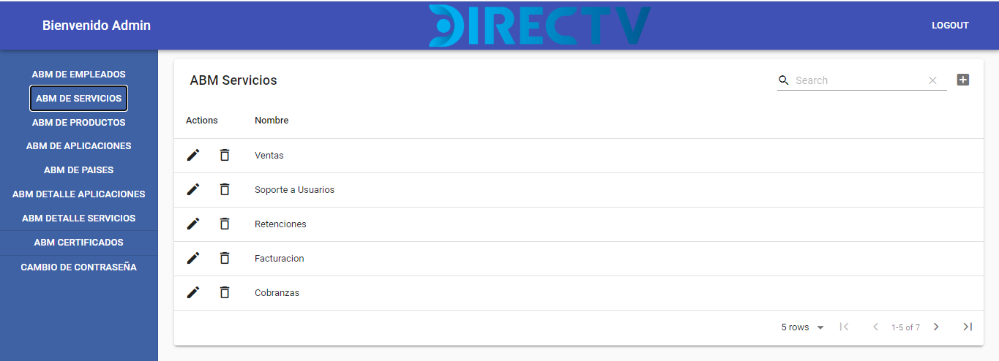 Bienvenido Admin
DIRECTV
LOGOUT
ABM DE EMPLEADOS
ABM DE SERVICIOS
ABM DE PRODUCTOS
ABM DE APLICACIONES
ABM DE PAISES
ABM DETALLE APLICACIONES
ABM DETALLE SERVICIOS
ABM CERTIFICADOS
CAMBIO DE CONTRASEÑA
ABM Servicios
Search
Actions Nombre
Ventas
Soporte a Usuarios
Retenciones
Facturacion
Cobranzas
5 rows 1-5 of 7